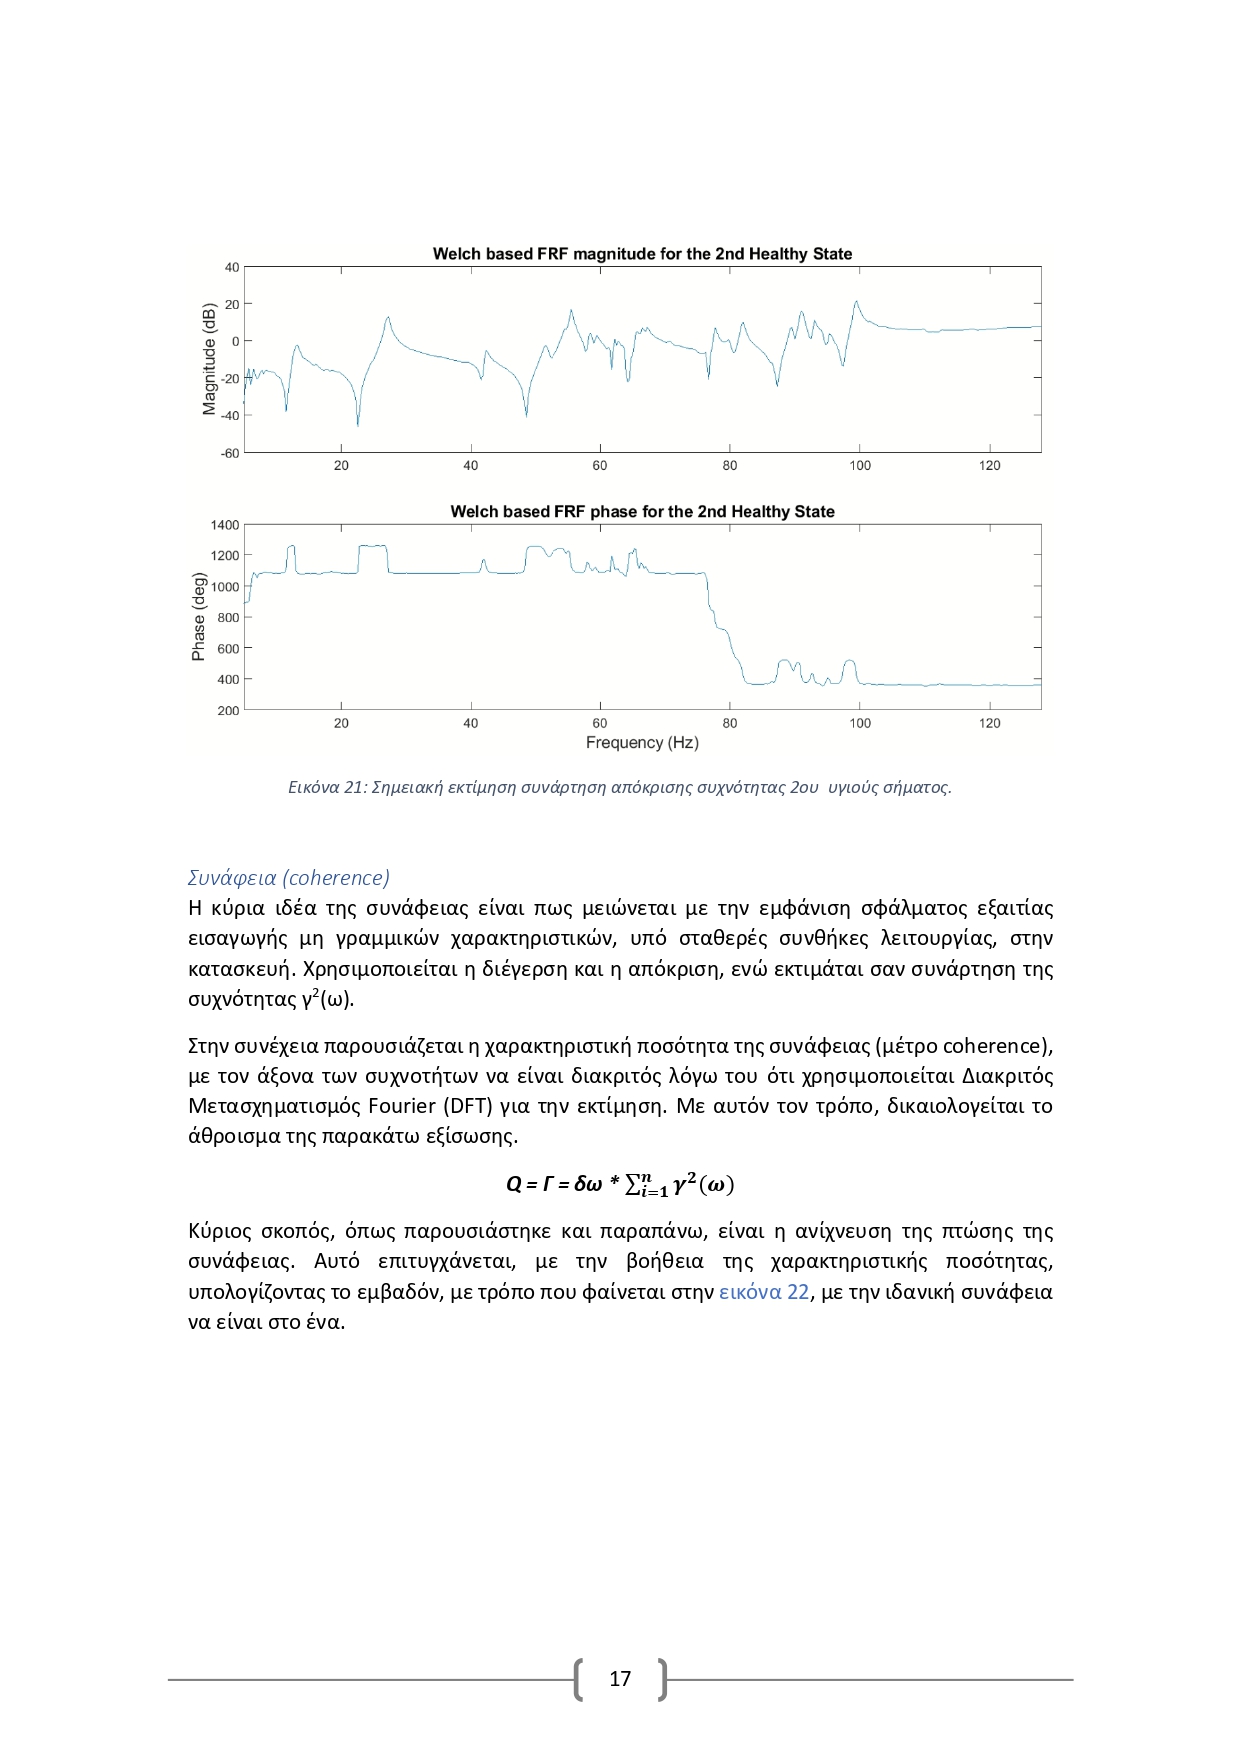 Welch based FRF magnitude for the 2nd Healthy State
40
20
0
-20
-40
-60
Magnitude (dB)
20 40 60 80 100 120
Welch based FRF phase for the 2nd Healthy State
1400
1200
1000
800
600
400
200
Phase (deg)
20 40 60 80 100 120
Frequency (Hz)
Εικόνα 21: Σημειακή εκτίμηση συνάρτηση απόκρισης συχνότητας 2ου υγιούς σήματος.
Συνάφεια (coherence)
Η κύρια ιδέα της συνάφειας είναι πως μειώνεται με την εμφάνιση σφάλματος εξαιτίας
εισαγωγής μη γραμμικών χαρακτηριστικών, υπό σταθερές συνθήκες λειτουργίας, στην
κατασκευή. Χρησιμοποιείται η διέγερση και η απόκριση, ενώ εκτιμάται σαν συνάρτηση της
συχνότητας γ²(ω).
Στην συνέχεια παρουσιάζεται η χαρακτηριστική ποσότητα της συνάφειας (μέτρο coherence),
με τον άξονα των συχνοτήτων να είναι διακριτός λόγω του ότι χρησιμοποιείται Διακριτός
Μετασχηματισμός Fourier (DFT) για την εκτίμηση. Με αυτόν τον τρόπο, δικαιολογείται το
άθροισμα της παρακάτω εξίσωσης.
Q = Γ = δω * ∑ⁿᵢ₌₁ γ²(ω)
Κύριος σκοπός, όπως παρουσιάστηκε και παραπάνω, είναι η ανίχνευση της πτώσης της
συνάφειας. Αυτό επιτυγχάνεται, με την βοήθεια της χαρακτηριστικής ποσότητας,
υπολογίζοντας το εμβαδόν, με τρόπο που φαίνεται στην εικόνα 22, με την ιδανική συνάφεια
να είναι στο ένα.
17